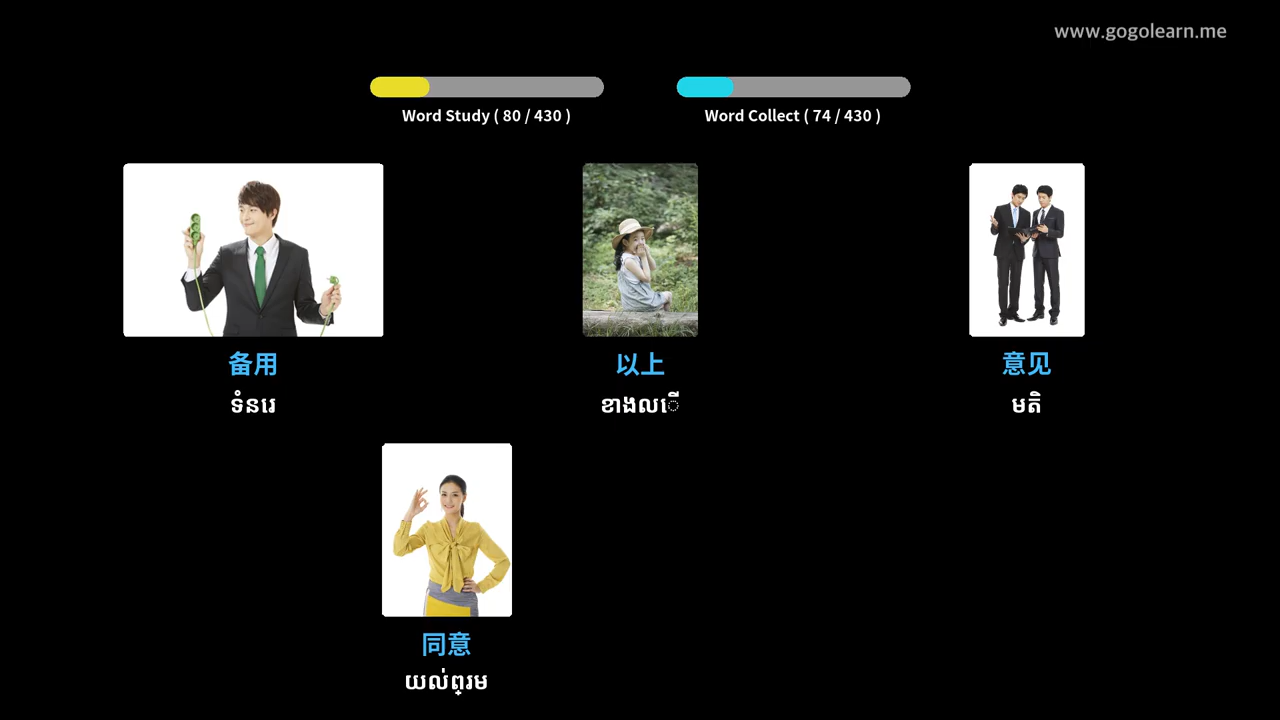 www.gogolearn.me
Word Study ( 80 / 430 )
Word Collect ( 74 / 430 )
备用
ទំនរេ
以上
ខាងលេី
意见
មតិ
同意
យល់ព្រម